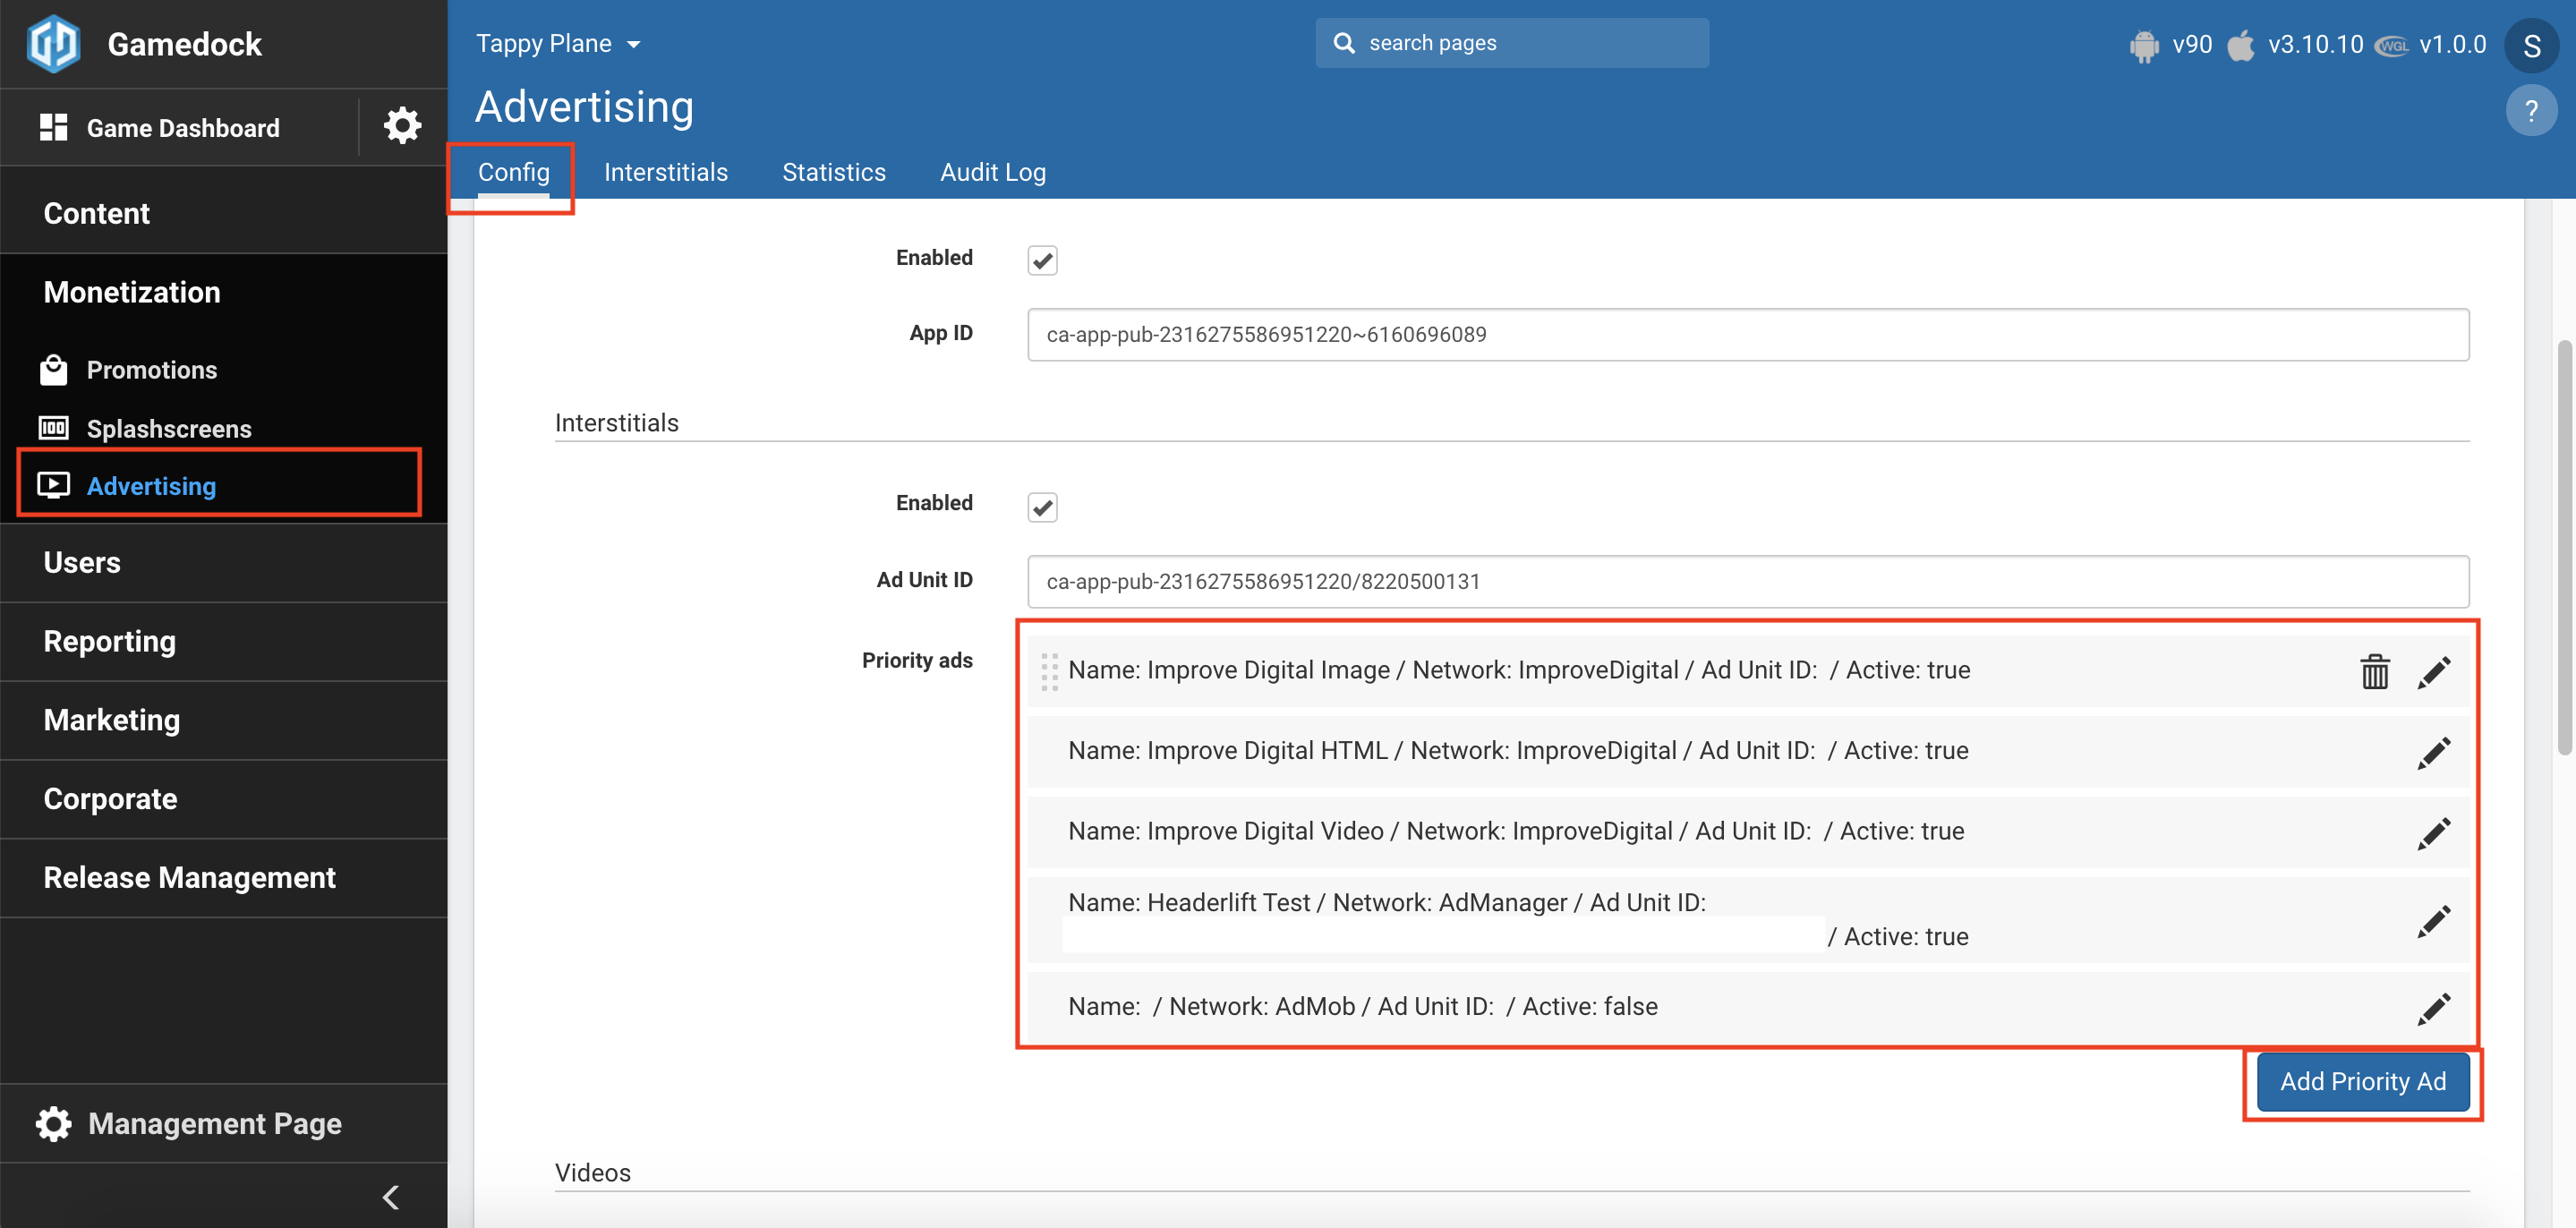 Gamedock
Game Dashboard
Content
Monetization
Promotions
Splashscreens
Advertising
Users
Reporting
Marketing
Corporate
Release Management
Management Page
Tappy Plane
search pages
v90
v3.10.10
WGL
v1.0.0
S
?
Advertising
Config
Interstitials
Statistics
Audit Log
Enabled
App ID
ca-app-pub-2316275586951220~6160696089
Interstitials
Enabled
Ad Unit ID
ca-app-pub-2316275586951220/8220500131
Priority ads
Name: Improve Digital Image / Network: ImproveDigital / Ad Unit ID: / Active: true
Name: Improve Digital HTML / Network: ImproveDigital / Ad Unit ID: / Active: true
Name: Improve Digital Video / Network: ImproveDigital / Ad Unit ID: / Active: true
Name: Headerlift Test / Network: AdManager / Ad Unit ID:
/ Active: true
Name: / Network: AdMob / Ad Unit ID: / Active: false
Add Priority Ad
Videos